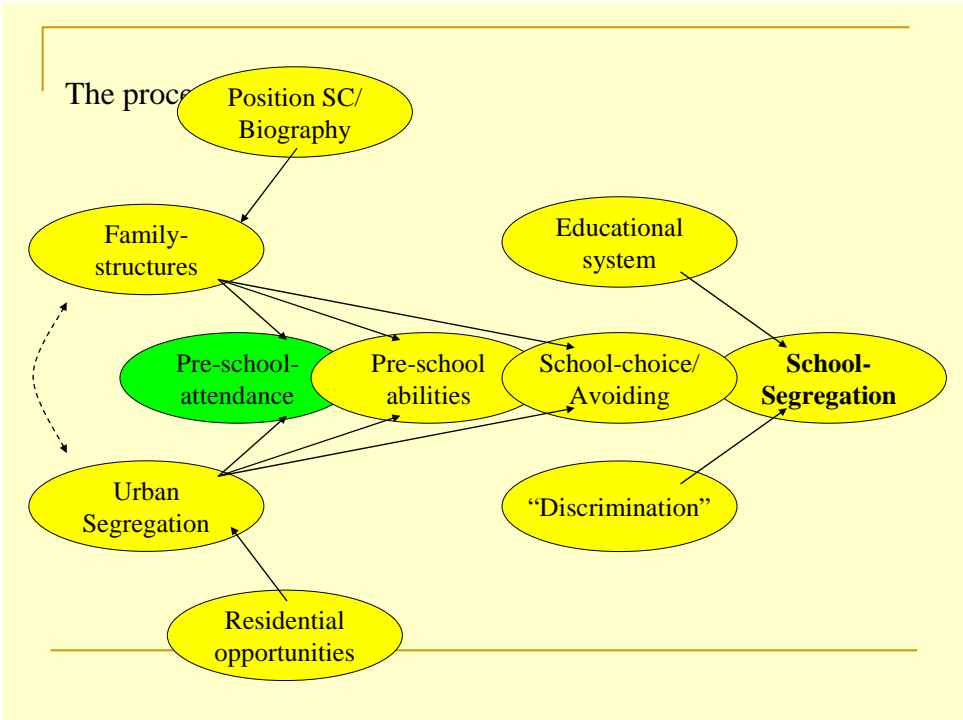 The proce
Position SC/
Biography
Family-
structures
Educational
system
Pre-school-
attendance
Pre-school
abilities
School-choice/
Avoiding
School-
Segregation
Urban
Segregation
“Discrimination”
Residential
opportunities